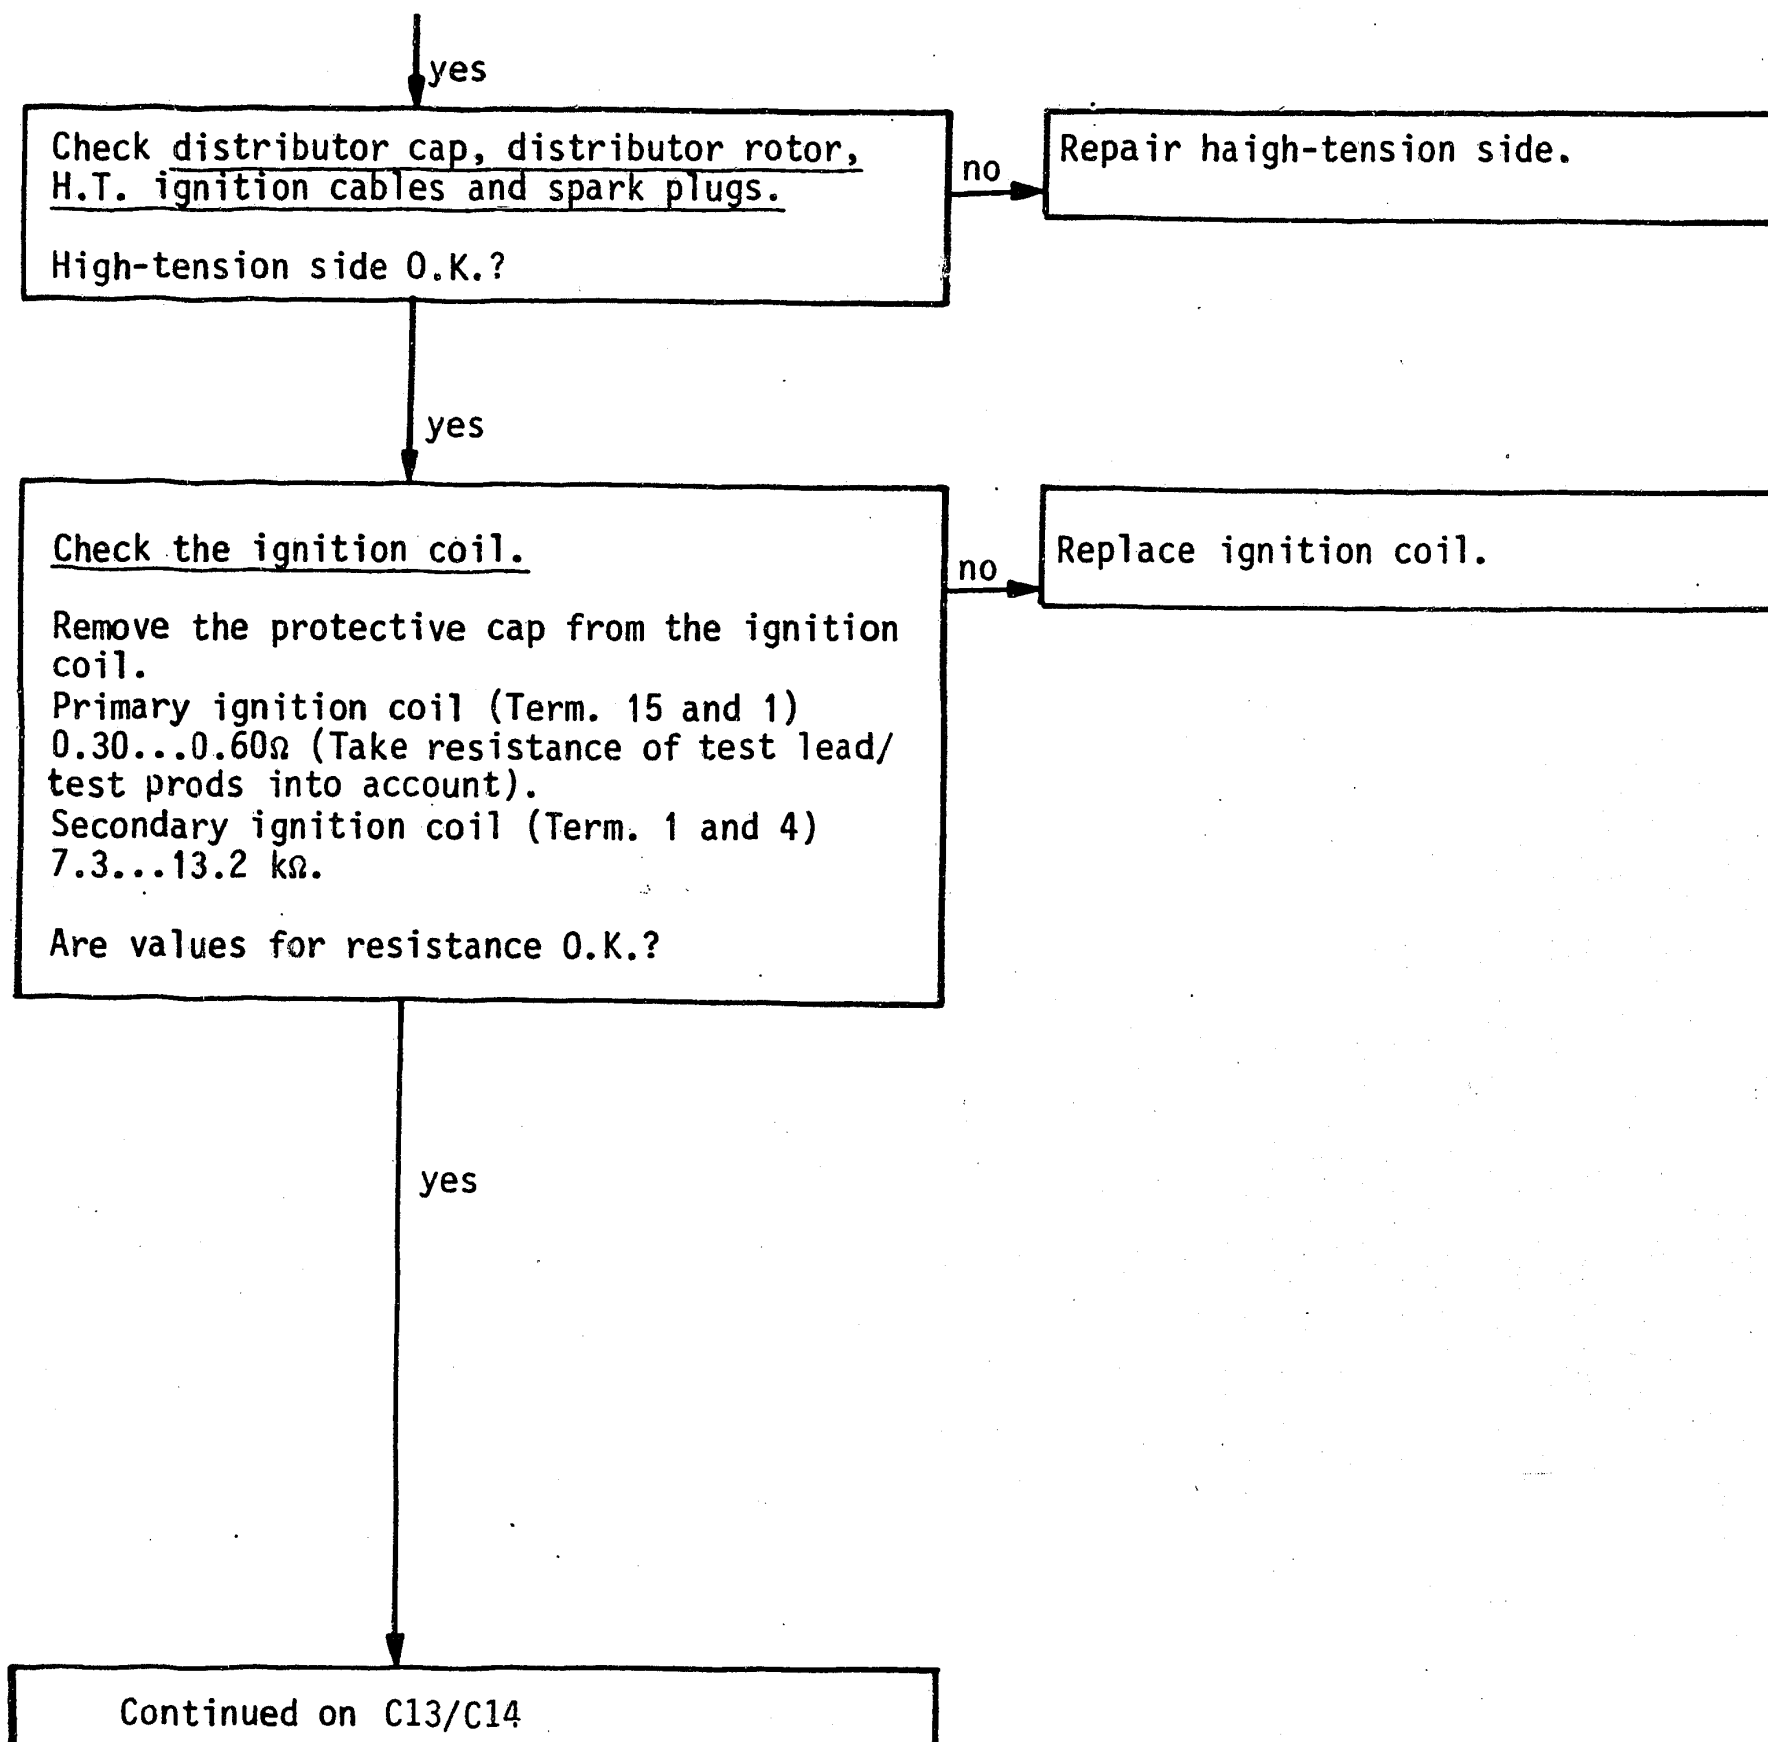 yes
Check distributor cap, distributor rotor,
H.T. ignition cables and spark plugs.
High-tension side O.K.?
no
Repair haigh-tension side.
yes
Check the ignition coil.
Remove the protective cap from the ignition
coil.
Primary ignition coil (Term. 15 and 1)
0.30...0.60Ω (Take resistance of test lead/
test prods into account).
Secondary ignition coil (Term. 1 and 4)
7.3...13.2 kΩ.
Are values for resistance O.K.?
no
Replace ignition coil.
yes
Continued on C13/C14